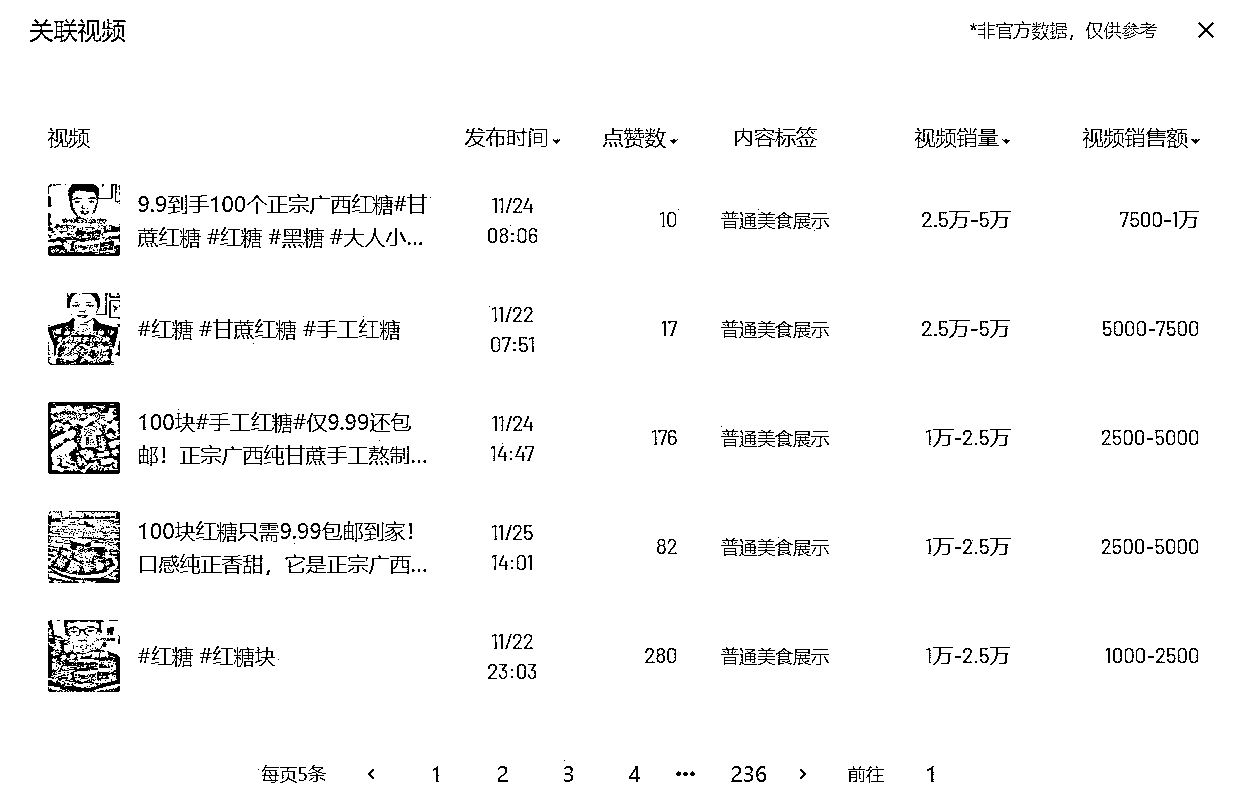 关联视频
*非官方数据，仅供参考
视频 发布时间 点赞数 内容标签 视频销量 视频销售额
9.9到手100个正宗广西红糖#甘
蔗红糖 #红糖 #黑糖 #大人小...
11/24
08:06
10 普通美食展示 2.5万-5万 7500-1万
#红糖 #甘蔗红糖 #手工红糖
11/22
07:51
17 普通美食展示 2.5万-5万 5000-7500
100块#手工红糖#仅9.99还包
邮！正宗广西纯甘蔗手工熬制...
11/24
14:47
176 普通美食展示 1万-2.5万 2500-5000
100块红糖只需9.99包邮到家！
口感纯正香甜，它是正宗广西...
11/25
14:01
82 普通美食展示 1万-2.5万 2500-5000
#红糖 #红糖块
11/22
23:03
280 普通美食展示 1万-2.5万 1000-2500
每页5条 1 2 3 4 ••• 236 前往 1